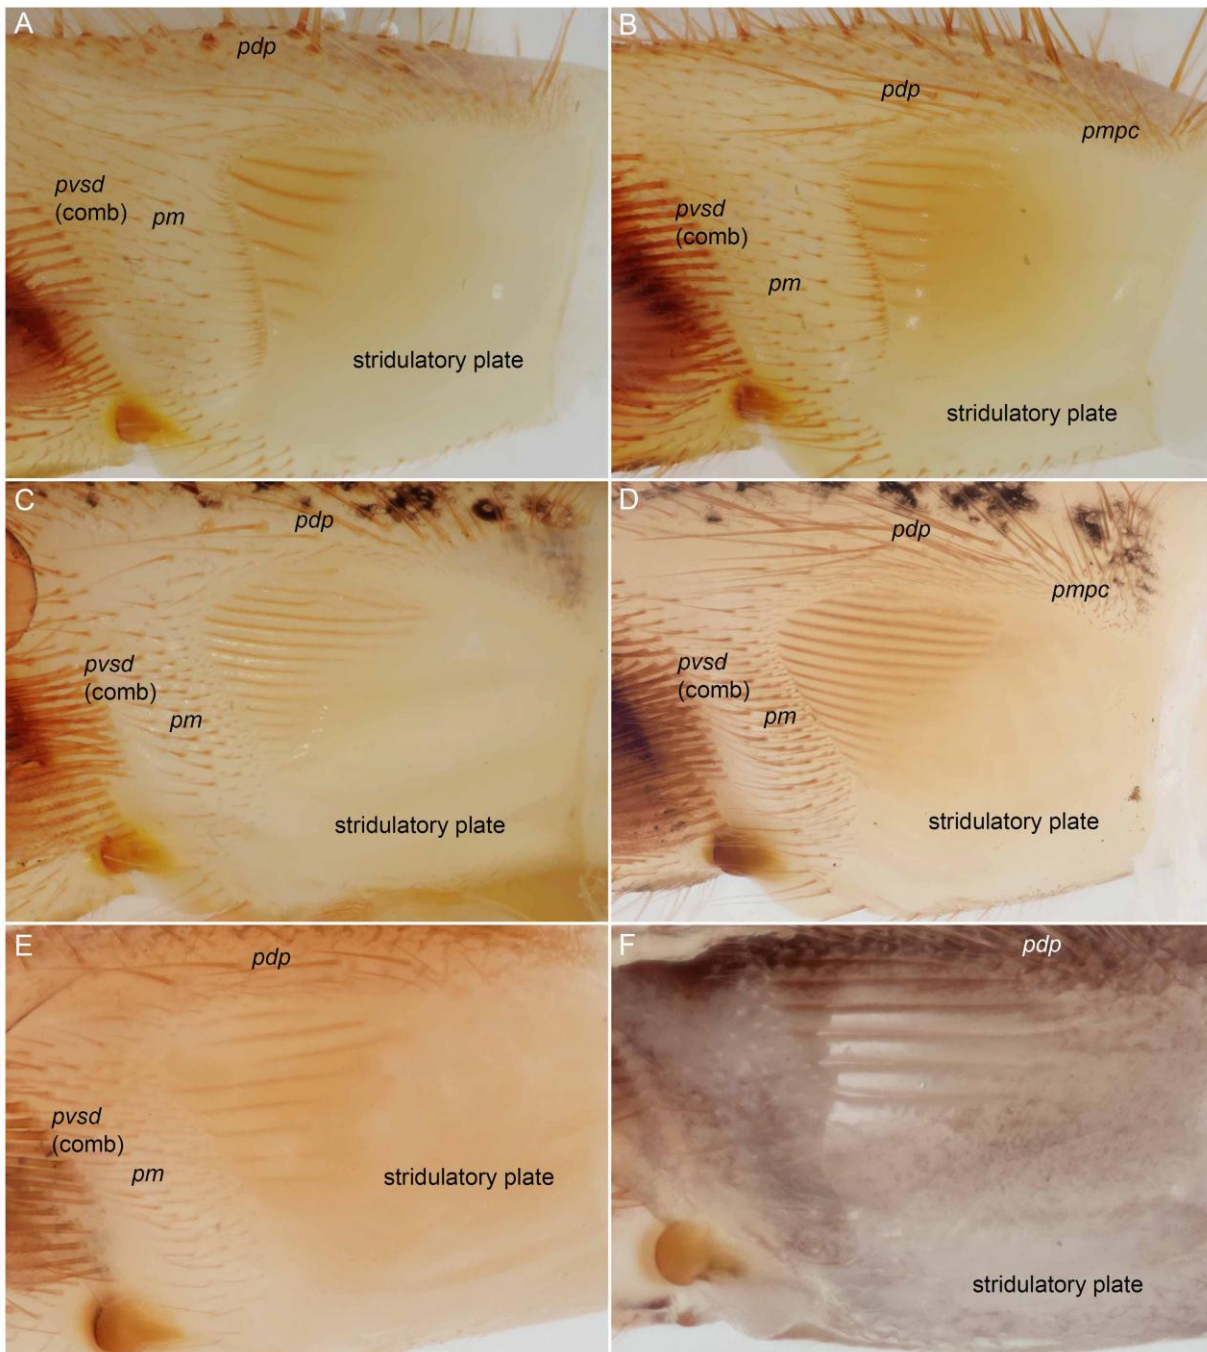 A
pdp
pvsd
(comb)
pm
stridulatory plate
B
pdp
pmpc
pvsd
(comb)
pm
stridulatory plate
C
pdp
pvsd
(comb)
pm
stridulatory plate
D
pdp
pmpc
pvsd
(comb)
pm
stridulatory plate
E
pdp
pvsd
(comb)
pm
stridulatory plate
F
pdp
stridulatory plate